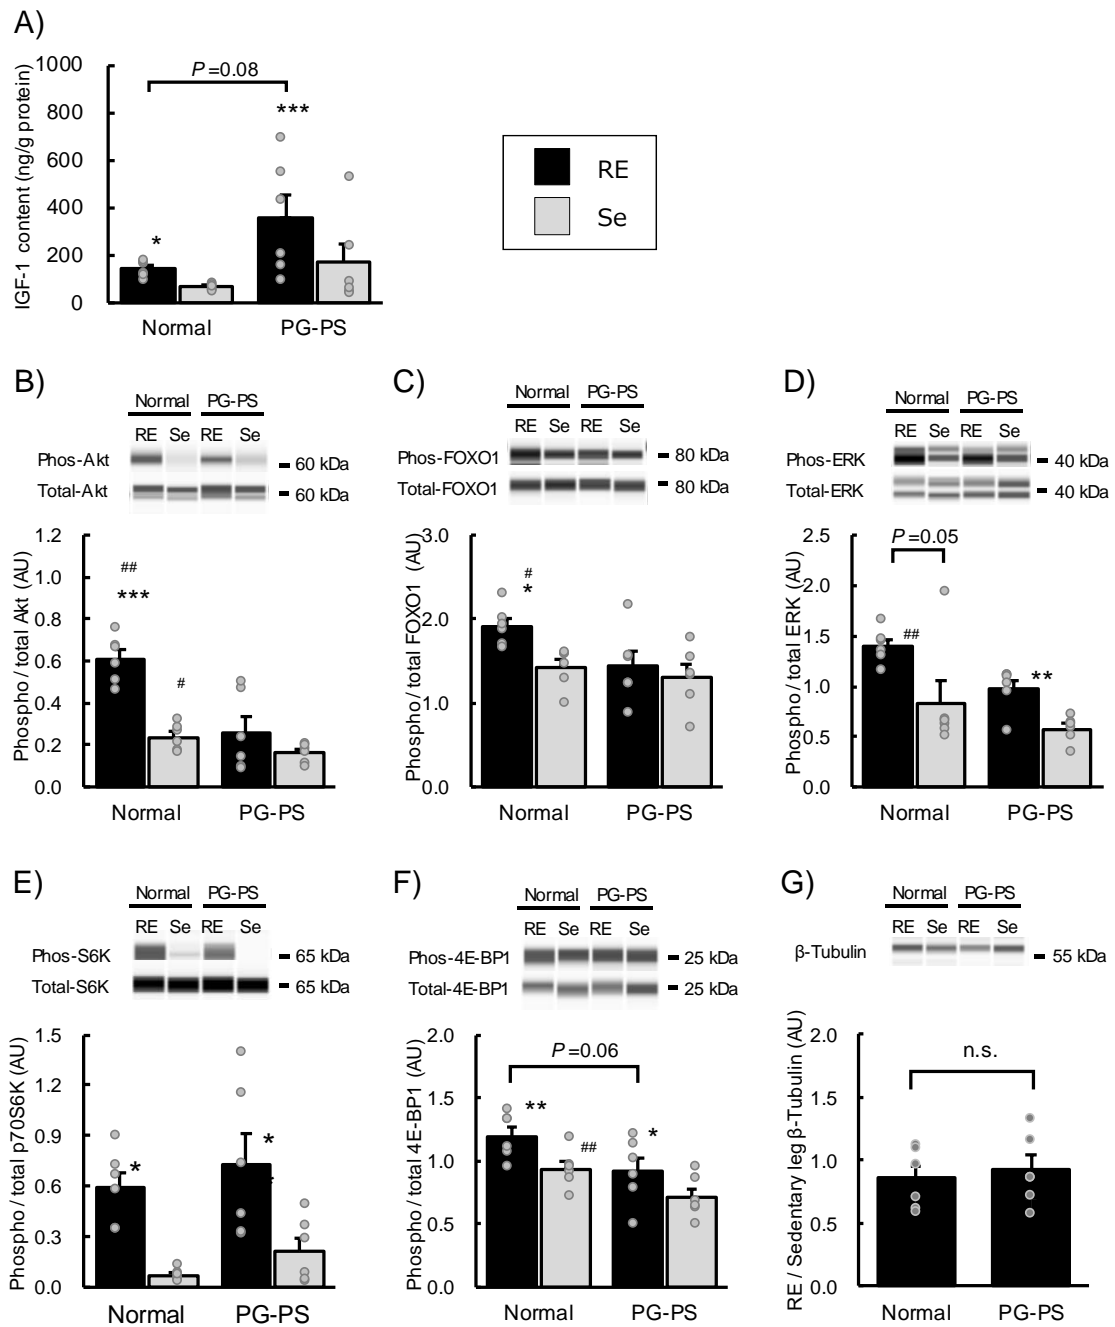 A)
IGF-1 content (ng/g protein)
1000
800
600
400
200
0
P=0.08
*
***
Normal
PG-PS
RE
Se
B)
Normal PG-PS
RE Se RE Se
Phos-Akt
60 kDa
Total-Akt
60 kDa
Phospho / total Akt (AU)
1.2
1.0
0.8
0.6
0.4
0.2
0.0
##
***
#
Normal
PG-PS
C)
Normal PG-PS
RE Se RE Se
Phos-FOXO1
80 kDa
Total-FOXO1
80 kDa
Phospho / total FOXO1 (AU)
3.0
2.0
1.0
0.0
#
*
Normal
PG-PS
D)
Normal PG-PS
RE Se RE Se
Phos-ERK
40 kDa
Total-ERK
40 kDa
Phospho / total ERK (AU)
2.5
2.0
1.5
1.0
0.5
0.0
P=0.05
##
**
Normal
PG-PS
E)
Normal PG-PS
RE Se RE Se
Phos-S6K
65 kDa
Total-S6K
65 kDa
Phospho / total p70S6K (AU)
1.5
1.2
0.9
0.6
0.3
0.0
*
*
Normal
PG-PS
F)
Normal PG-PS
RE Se RE Se
Phos-4E-BP1
25 kDa
Total-4E-BP1
25 kDa
Phospho / total 4E-BP1 (AU)
2.0
1.5
1.0
0.5
0.0
P=0.06
**
##
*
Normal
PG-PS
G)
Normal PG-PS
RE Se RE Se
β-Tubulin
55 kDa
RE / Sedentary leg β-Tubulin (AU)
2.0
1.5
1.0
0.5
0.0
n.s.
Normal
PG-PS